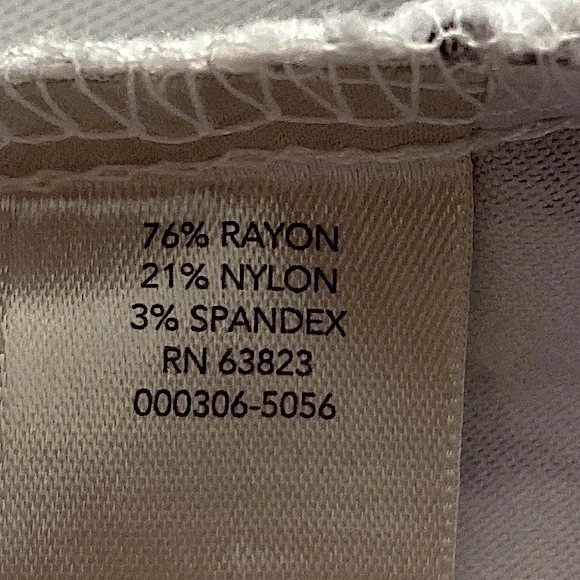 76% RAYON
21% NYLON
3% SPANDEX
RN 63823
000306-5056